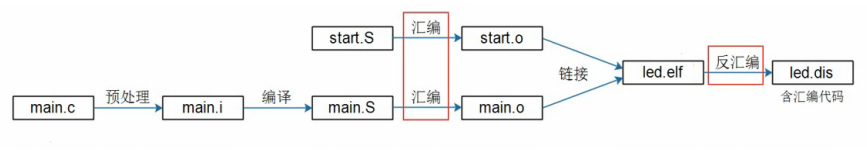 start.S 汇编 start.o
链接
led.elf 反汇编 led.dis
含汇编代码
main.c 预处理 main.i 编译 main.S 汇编 main.o